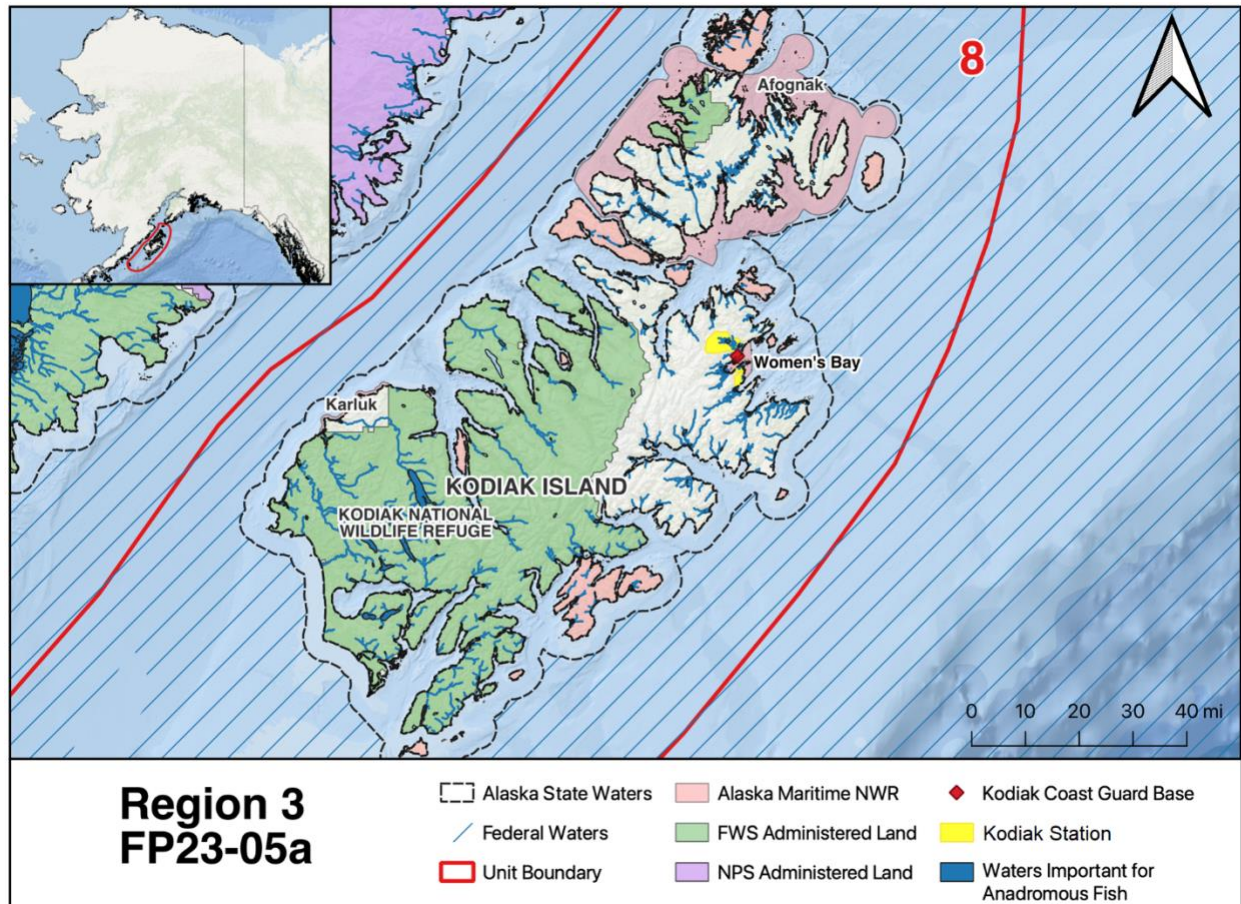 8
Afognak
Women's Bay
Karluk
KODIAK ISLAND
KODIAK NATIONAL
WILDLIFE REFUGE
0 10 20 30 40 mi
Region 3
FP23-05a
Alaska State Waters
Federal Waters
Unit Boundary
Alaska Maritime NWR
FWS Administered Land
NPS Administered Land
Kodiak Coast Guard Base
Kodiak Station
Waters Important for
Anadromous Fish